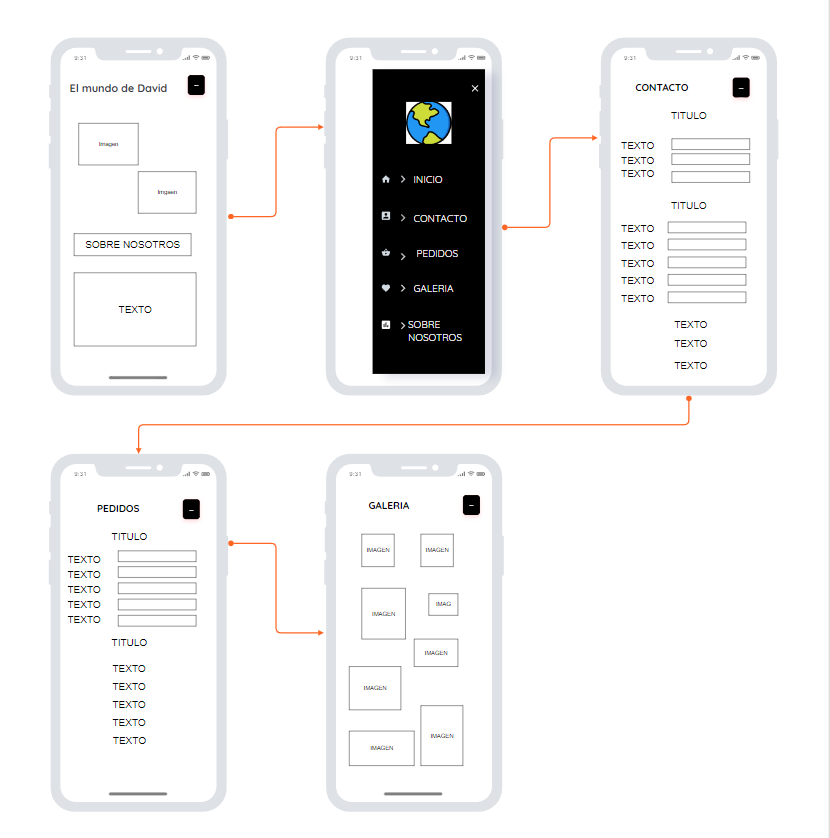 9:31
El mundo de David
Imagen
Imgaen
SOBRE NOSOTROS
TEXTO
9:31
INICIO
CONTACTO
PEDIDOS
GALERIA
SOBRE
NOSOTROS
9:31
CONTACTO
TITULO
TEXTO
TEXTO
TEXTO
TITULO
TEXTO
TEXTO
TEXTO
TEXTO
TEXTO
TEXTO
TEXTO
TEXTO
9:31
PEDIDOS
TITULO
TEXTO
TEXTO
TEXTO
TEXTO
TEXTO
TITULO
TEXTO
TEXTO
TEXTO
TEXTO
TEXTO
9:31
GALERIA
IMAGEN
IMAGEN
IMAGEN
IMAG
IMAGEN
IMAGEN
IMAGEN
IMAGEN